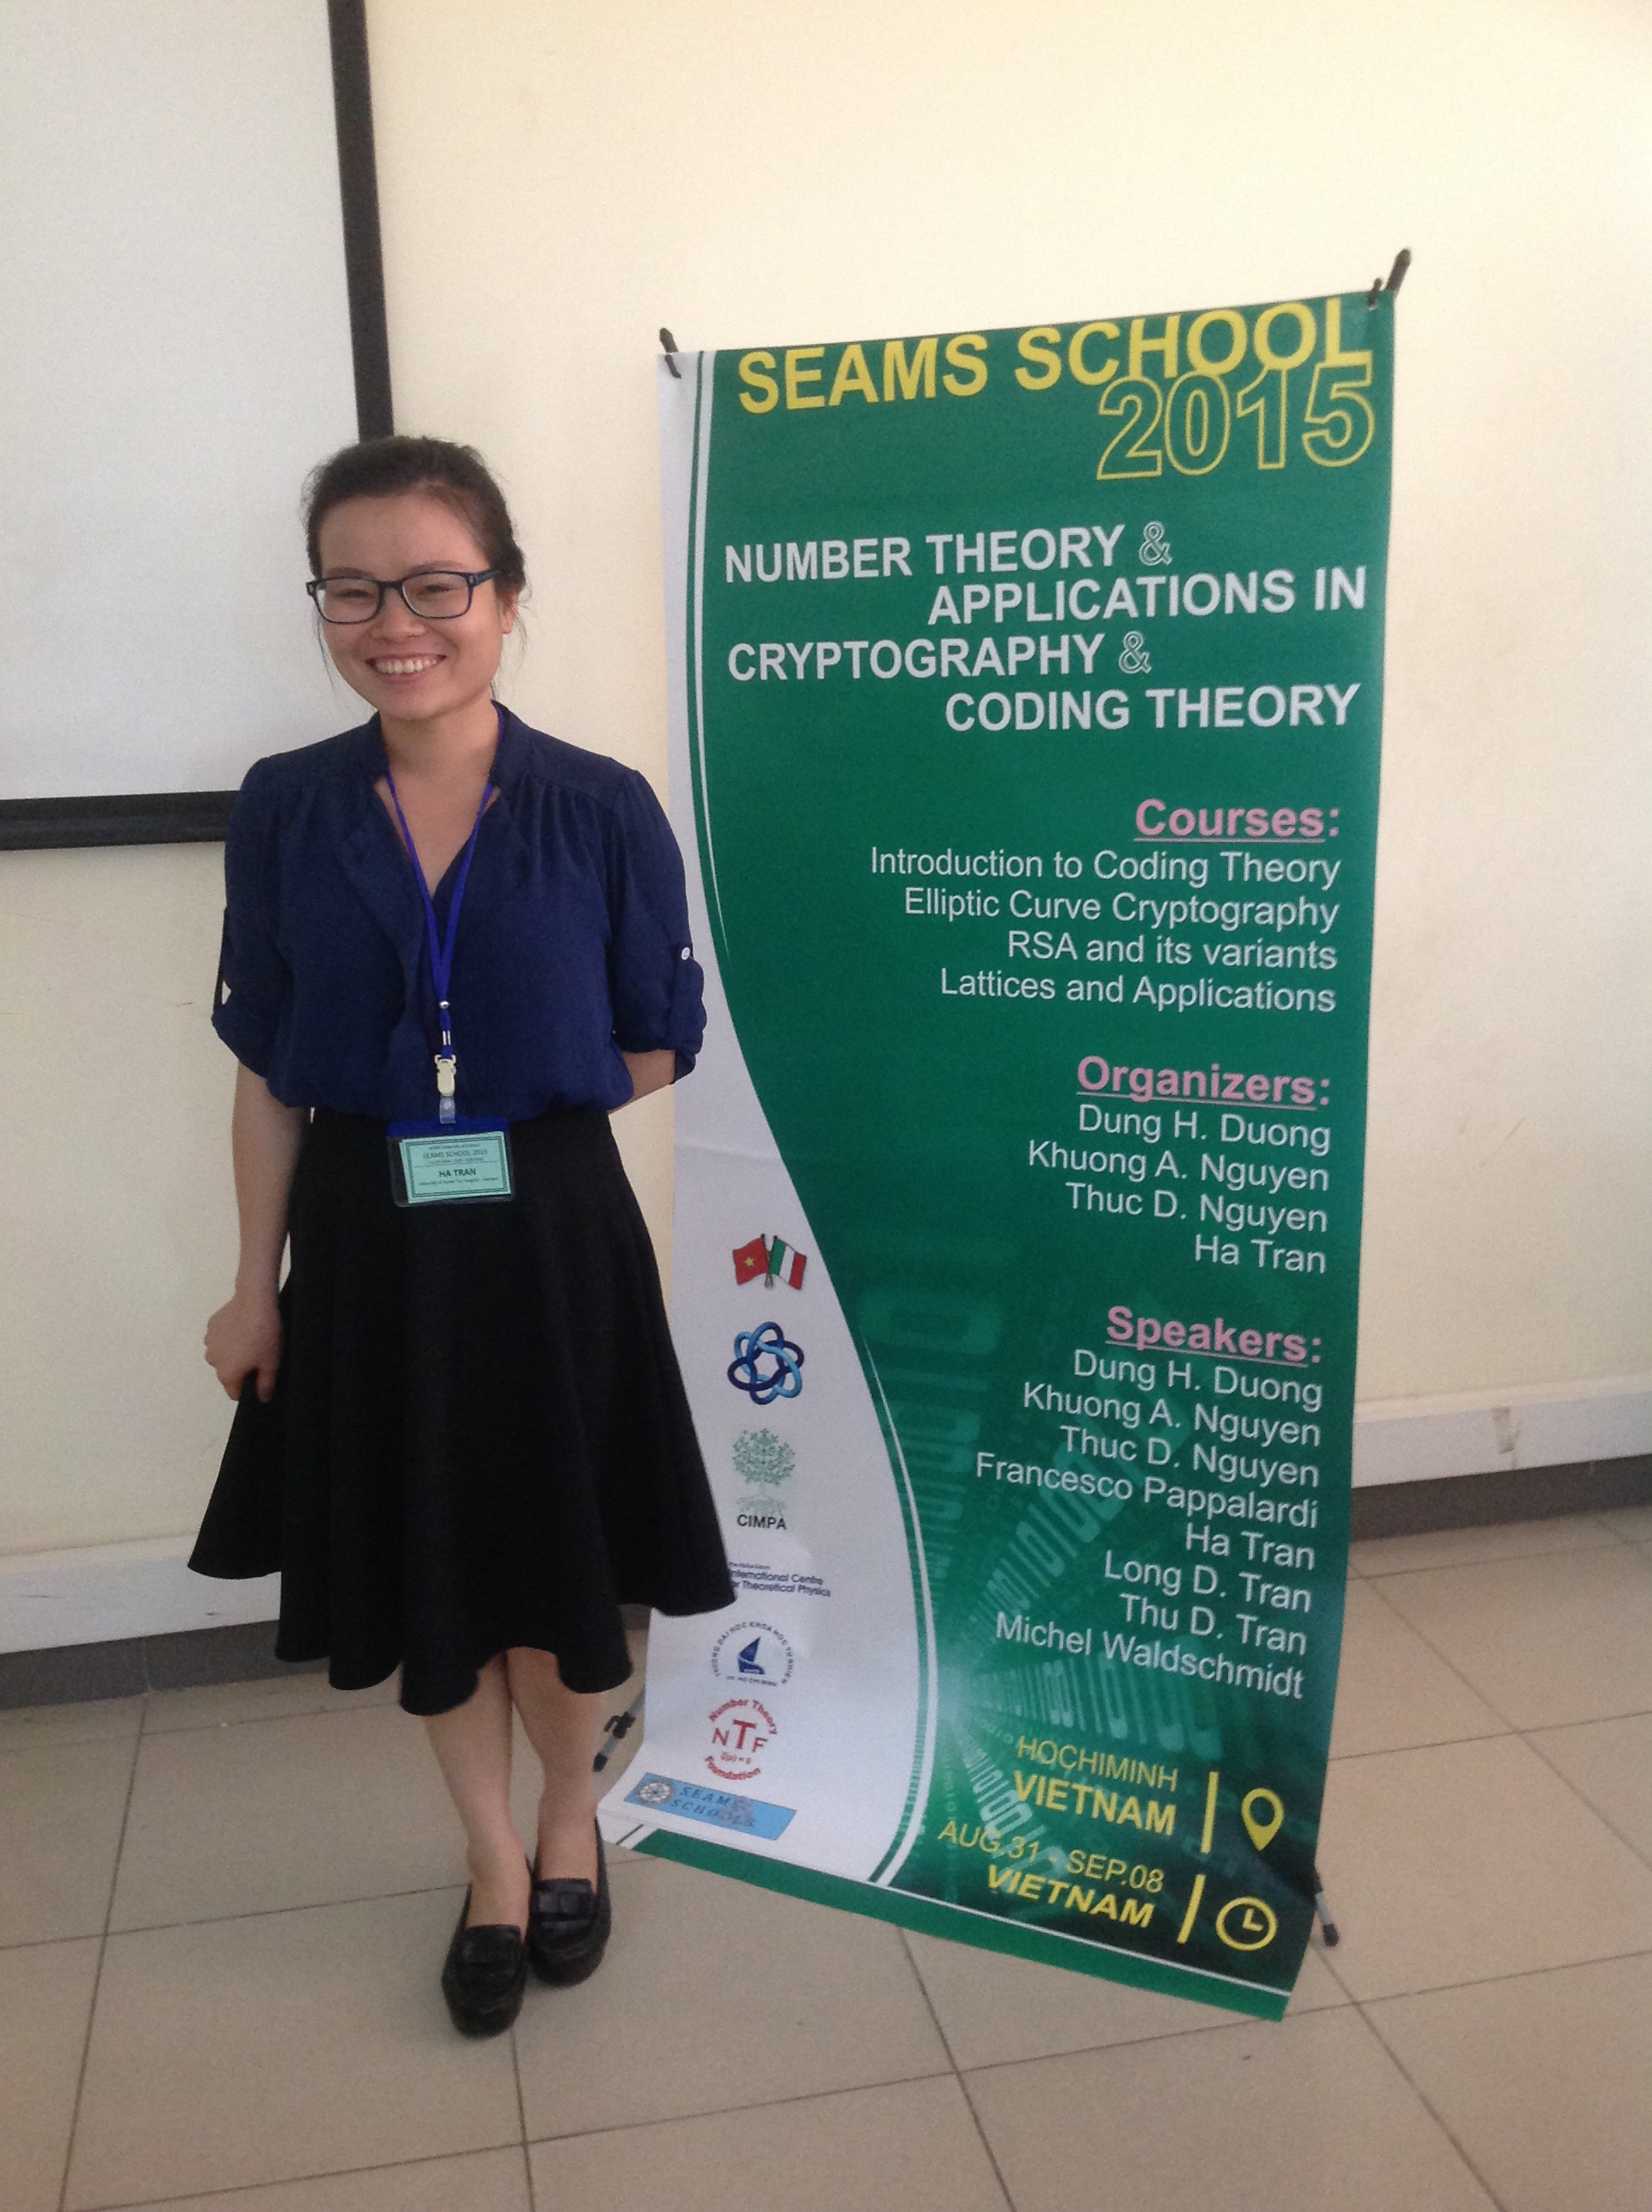 SEAMS SCHOOL
2015
NUMBER THEORY &
APPLICATIONS IN
CRYPTOGRAPHY &
CODING THEORY
Courses:
Introduction to Coding Theory
Elliptic Curve Cryptography
RSA and its variants
Lattices and Applications
Organizers:
Dung H. Duong
Khuong A. Nguyen
Thuc D. Nguyen
Ha Tran
Speakers:
Dung H. Duong
Khuong A. Nguyen
Thuc D. Nguyen
Francesco Pappalardi
Ha Tran
Long D. Tran
Thu D. Tran
Michel Waldschmidt
HOCHIMINH
VIETNAM
AUG.31 - SEP.08
VIETNAM
CIMPA
International Centre
Theoretical Physics
Number Theory
NTF
Foundation
SEAMS
SCHOOLS
SEAMS SCHOOL 2015
HA TRAN